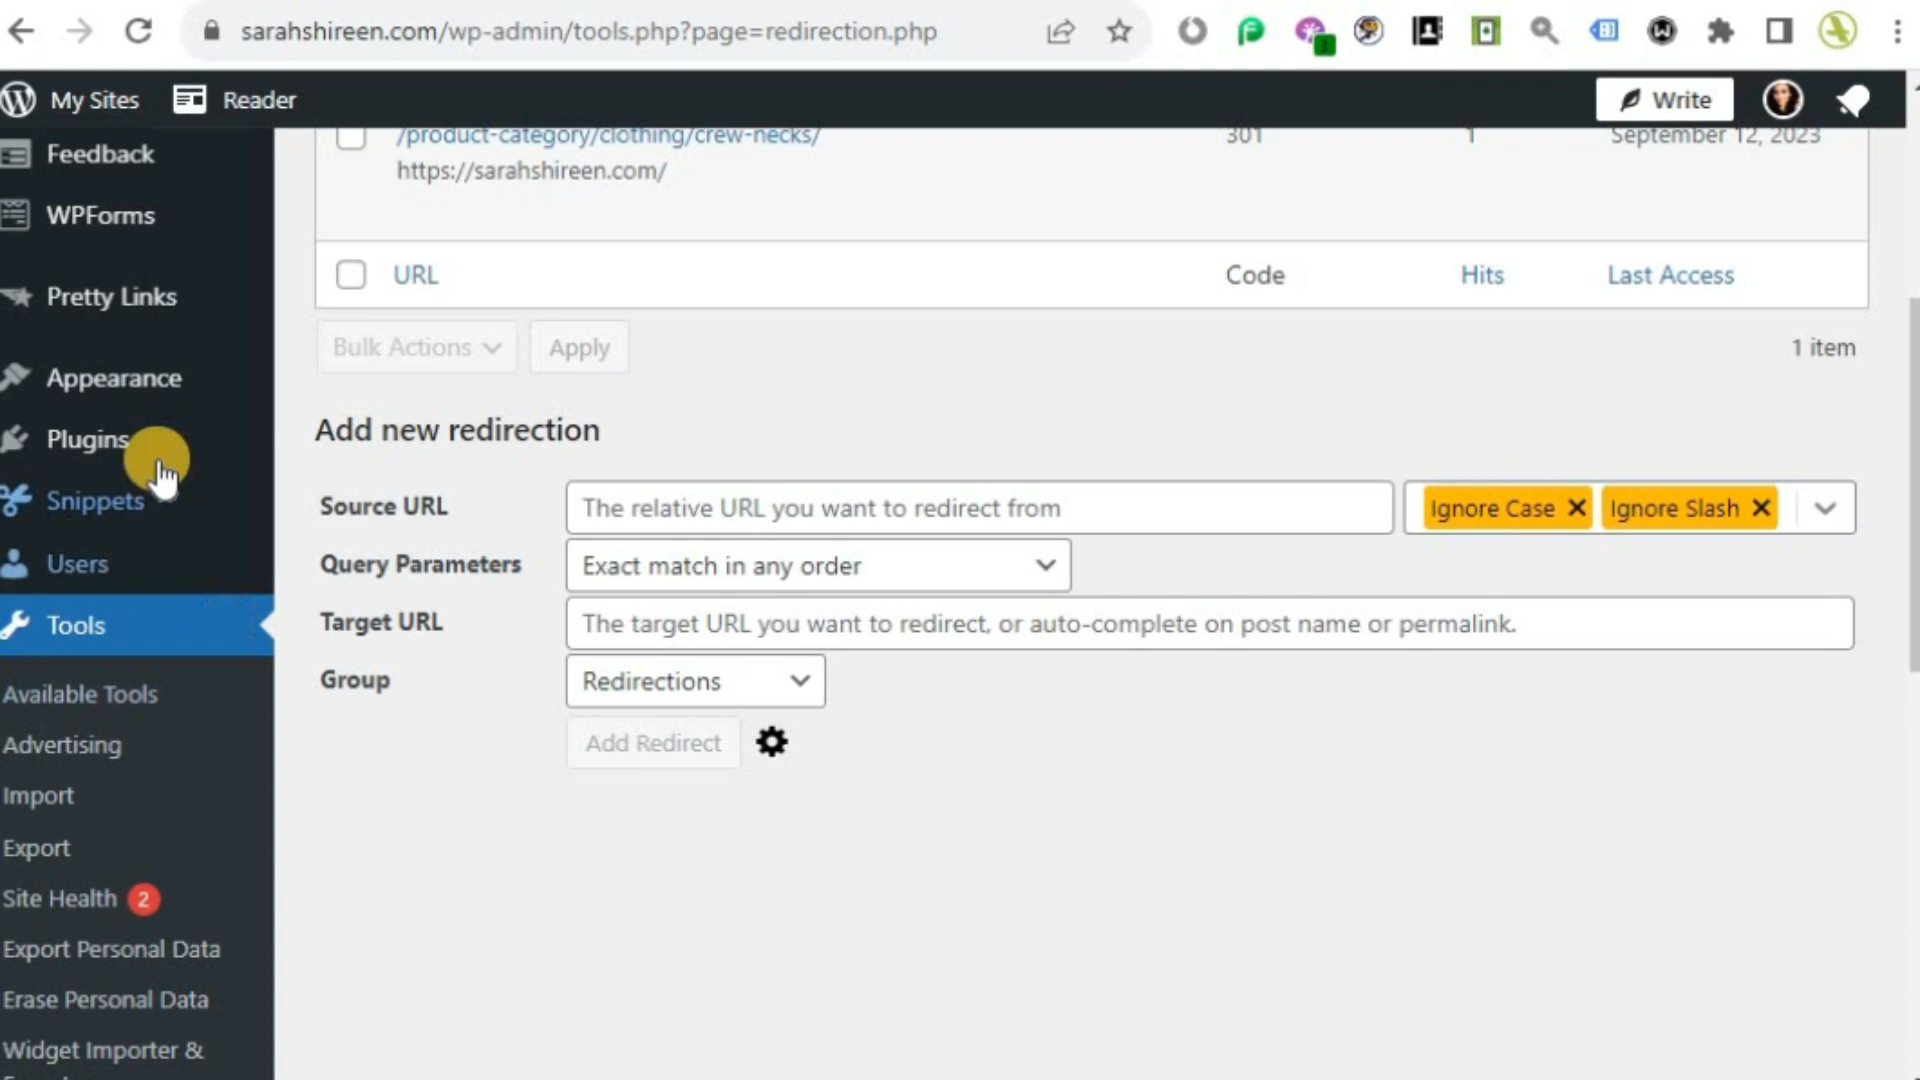 sarahshireen.com/wp-admin/tools.php?page=redirection.php
My Sites
Reader
Write
Feedback
WPForms
Pretty Links
Appearance
Plugins
Snippets
Users
Tools
Available Tools
Advertising
Import
Export
Site Health 2
Export Personal Data
Erase Personal Data
Widget Importer &
/product-category/clothing/crew-necks/ 301 1 September 12, 2023
https://sarahshireen.com/
URL Code Hits Last Access
Bulk Actions Apply 1 item
Add new redirection
Source URL The relative URL you want to redirect from Ignore Case Ignore Slash
Query Parameters Exact match in any order
Target URL The target URL you want to redirect, or auto-complete on post name or permalink.
Group Redirections
Add Redirect